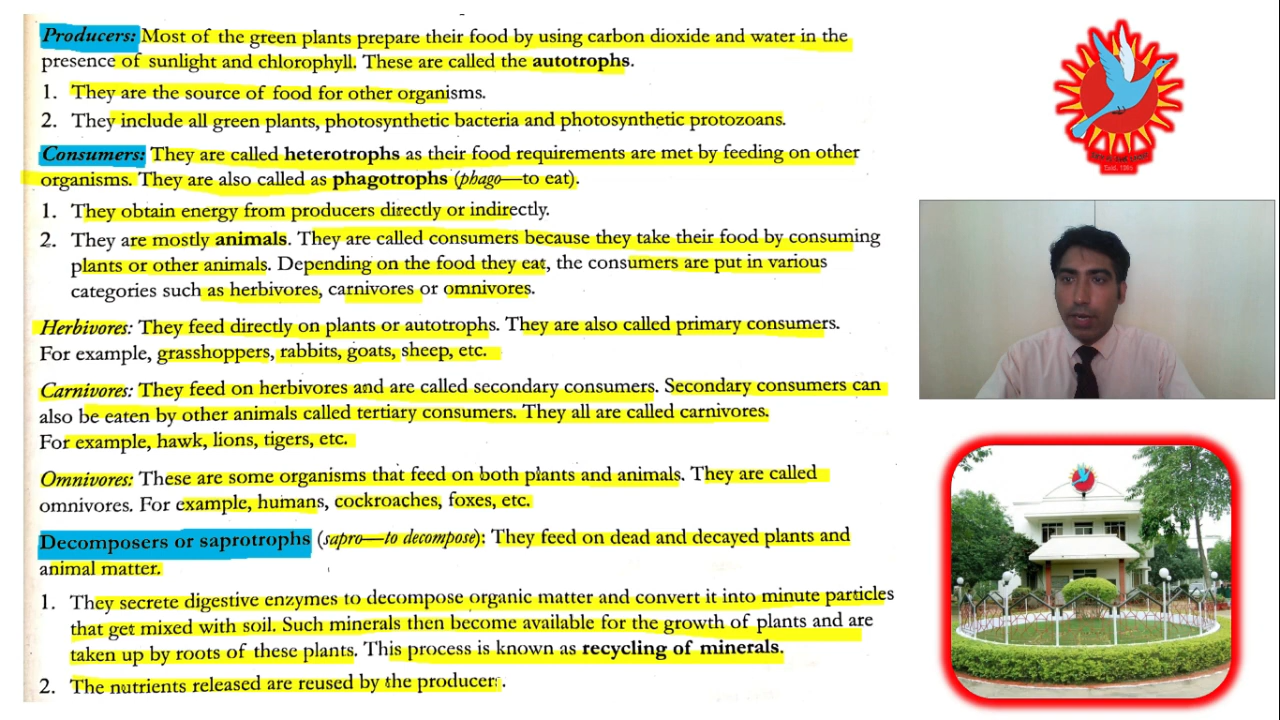 Producers: Most of the green plants prepare their food by using carbon dioxide and water in the
presence of sunlight and chlorophyll. These are called the autotrophs.
1. They are the source of food for other organisms.
2. They include all green plants, photosynthetic bacteria and photosynthetic protozoans.
Consumers: They are called heterotrophs as their food requirements are met by feeding on other
organisms. They are also called as phagotrophs (phago—to eat).
1. They obtain energy from producers directly or indirectly.
2. They are mostly animals. They are called consumers because they take their food by consuming
plants or other animals. Depending on the food they eat, the consumers are put in various
categories such as herbivores, carnivores or omnivores.
Herbivores: They feed directly on plants or autotrophs. They are also called primary consumers.
For example, grasshoppers, rabbits, goats, sheep, etc.
Carnivores: They feed on herbivores and are called secondary consumers. Secondary consumers can
also be eaten by other animals called tertiary consumers. They all are called carnivores.
For example, hawk, lions, tigers, etc.
Omnivores: These are some organisms that feed on both plants and animals. They are called
omnivores. For example, humans, cockroaches, foxes, etc.
Decomposers or saprotrophs (sapro—to decompose): They feed on dead and decayed plants and
animal matter.
1. They secrete digestive enzymes to decompose organic matter and convert it into minute particles
that get mixed with soil. Such minerals then become available for the growth of plants and are
taken up by roots of these plants. This process is known as recycling of minerals.
2. The nutrients released are reused by the producer.
Estd. 1995